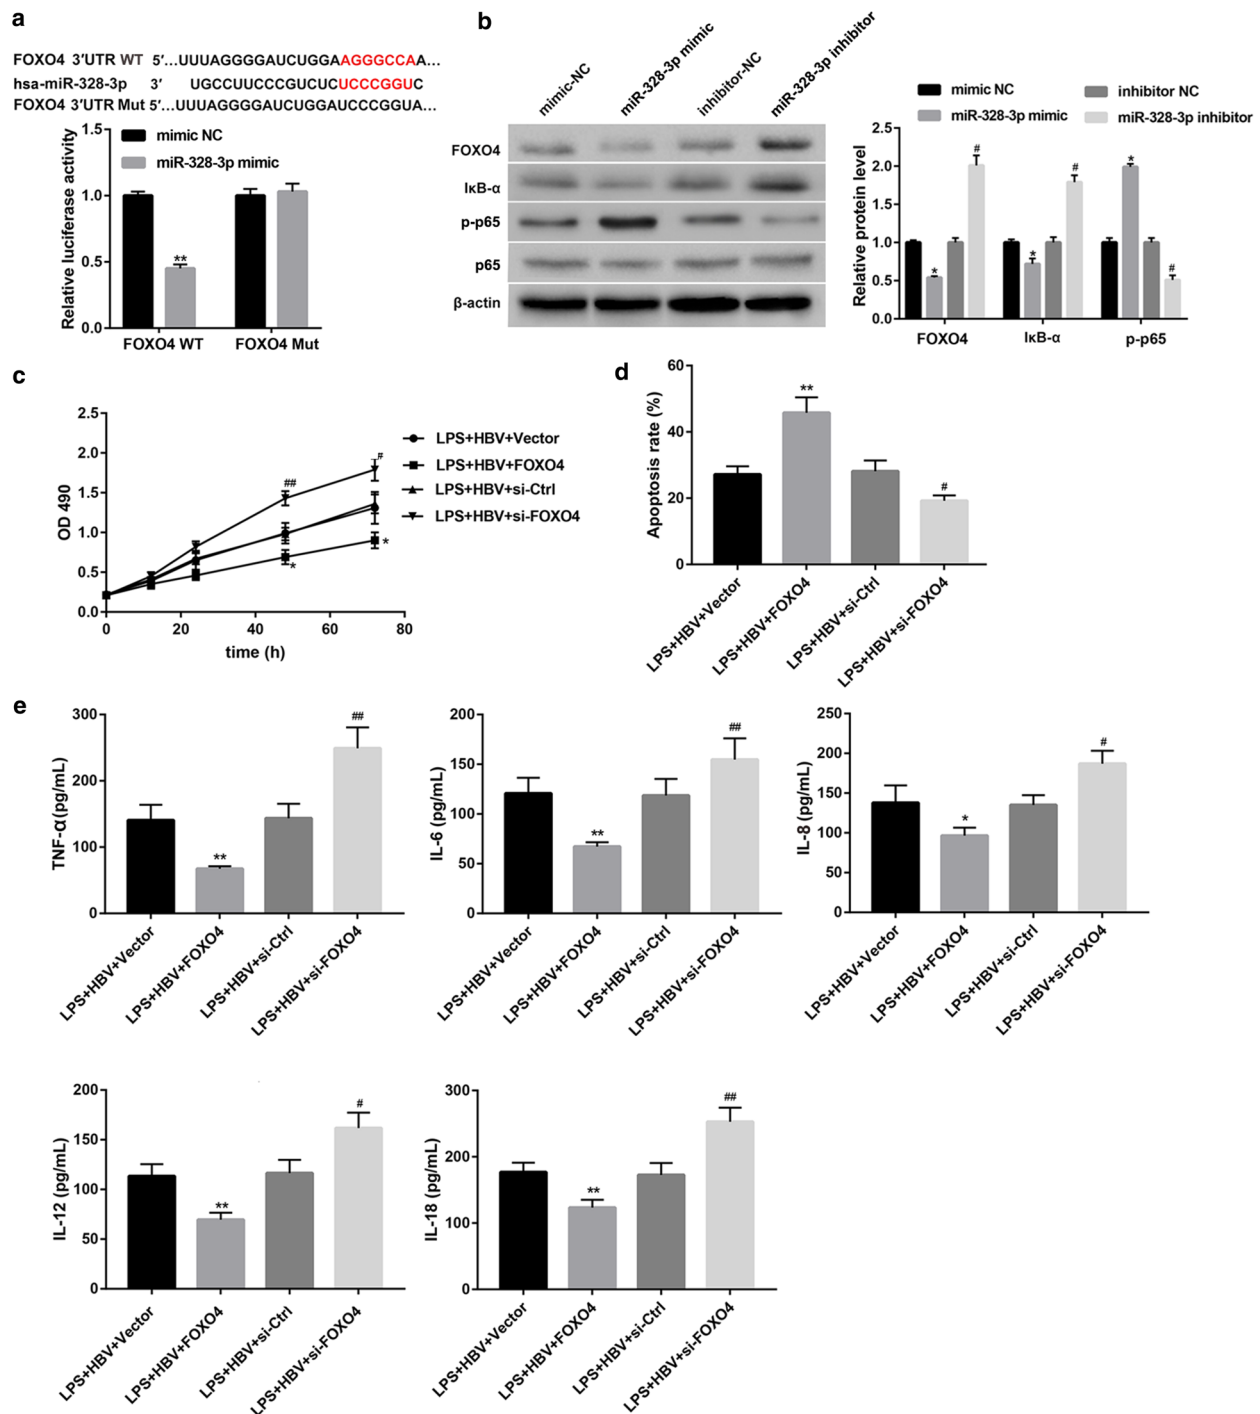 a
FOXO4 3′UTR WT 5′...UUUAGGGGAUCUGGAAGGGCCAA...
hsa-miR-328-3p 3′ UGCCUUCCCGUCUCUCCCGGUC
FOXO4 3′UTR Mut 5′...UUUAGGGGAUCUGGAUCCCGGUA...
mimic NC
miR-328-3p mimic
Relative luciferase activity
1.5
1.0
0.5
0.0
**
FOXO4 WT
FOXO4 Mut
b
mimic-NC
miR-328-3p mimic
inhibitor-NC
miR-328-3p inhibitor
FOXO4
IκB-α
p-p65
p65
β-actin
mimic NC
inhibitor NC
miR-328-3p mimic
miR-328-3p inhibitor
Relative protein level
2.5
2.0
1.5
1.0
0.5
0.0
*
#
*
#
*
#
FOXO4
IκB-α
p-p65
c
OD 490
2.5
2.0
1.5
1.0
0.5
0.0
0
20
40
60
80
time (h)
##
#
*
*
LPS+HBV+Vector
LPS+HBV+FOXO4
LPS+HBV+si-Ctrl
LPS+HBV+si-FOXO4
d
Apoptosis rate (%)
60
40
20
0
**
#
LPS+HBV+Vector
LPS+HBV+FOXO4
LPS+HBV+si-Ctrl
LPS+HBV+si-FOXO4
e
TNF-α(pg/mL)
300
200
100
0
**
##
LPS+HBV+Vector
LPS+HBV+FOXO4
LPS+HBV+si-Ctrl
LPS+HBV+si-FOXO4
IL-6 (pg/mL)
200
150
100
50
0
**
##
LPS+HBV+Vector
LPS+HBV+FOXO4
LPS+HBV+si-Ctrl
LPS+HBV+si-FOXO4
IL-8 (pg/mL)
250
200
150
100
50
0
*
#
LPS+HBV+Vector
LPS+HBV+FOXO4
LPS+HBV+si-Ctrl
LPS+HBV+si-FOXO4
IL-12 (pg/mL)
200
150
100
50
0
**
#
LPS+HBV+Vector
LPS+HBV+FOXO4
LPS+HBV+si-Ctrl
LPS+HBV+si-FOXO4
IL-18 (pg/mL)
300
200
100
0
**
##
LPS+HBV+Vector
LPS+HBV+FOXO4
LPS+HBV+si-Ctrl
LPS+HBV+si-FOXO4